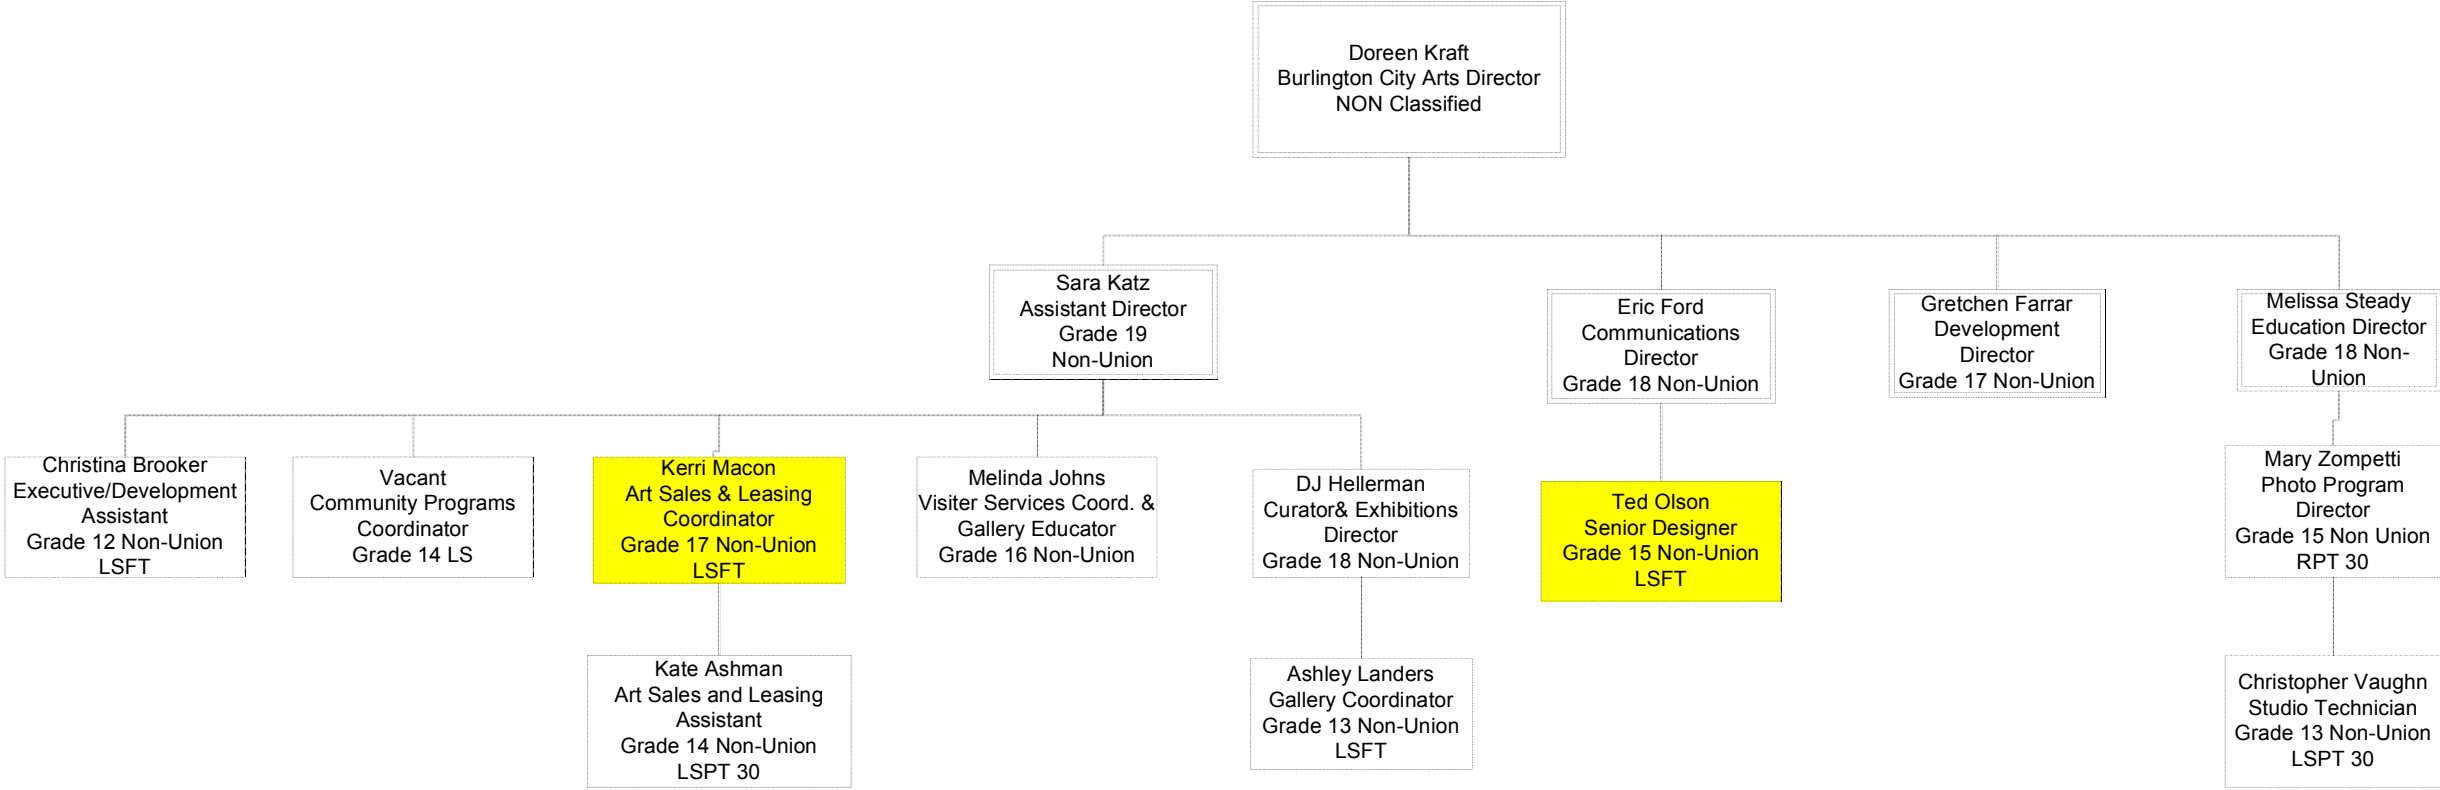 Doreen Kraft
Burlington City Arts Director
NON Classified
Sara Katz
Assistant Director
Grade 19
Non-Union
Eric Ford
Communications
Director
Grade 18 Non-Union
Gretchen Farrar
Development
Director
Grade 17 Non-Union
Melissa Steady
Education Director
Grade 18 Non-
Union
Christina Brooker
Executive/Development
Assistant
Grade 12 Non-Union
LSFT
Vacant
Community Programs
Coordinator
Grade 14 LS
Kerri Macon
Art Sales & Leasing
Coordinator
Grade 17 Non-Union
LSFT
Melinda Johns
Visiter Services Coord. &
Gallery Educator
Grade 16 Non-Union
DJ Hellerman
Curator& Exhibitions
Director
Grade 18 Non-Union
Ted Olson
Senior Designer
Grade 15 Non-Union
LSFT
Mary Zompetti
Photo Program
Director
Grade 15 Non Union
RPT 30
Kate Ashman
Art Sales and Leasing
Assistant
Grade 14 Non-Union
LSPT 30
Ashley Landers
Gallery Coordinator
Grade 13 Non-Union
LSFT
Christopher Vaughn
Studio Technician
Grade 13 Non-Union
LSPT 30